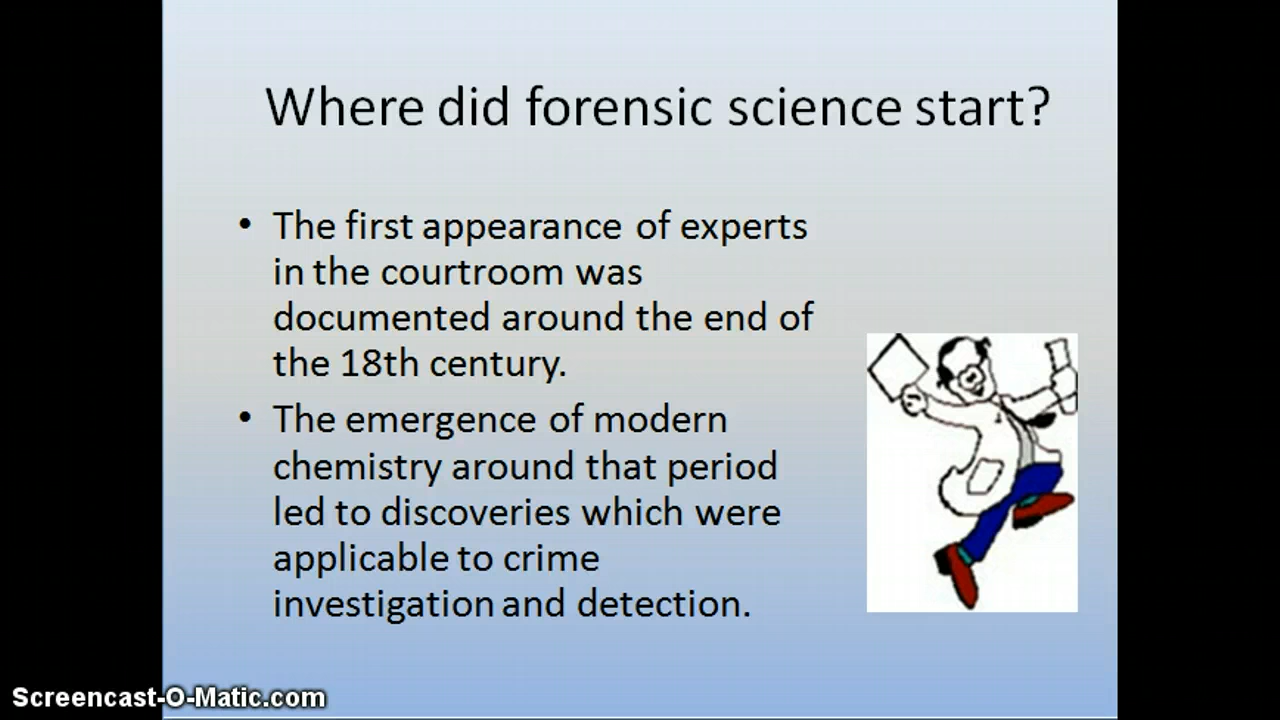 Where did forensic science start?
• The first appearance of experts
in the courtroom was
documented around the end of
the 18th century.
• The emergence of modern
chemistry around that period
led to discoveries which were
applicable to crime
investigation and detection.
Screencast-O-Matic.com